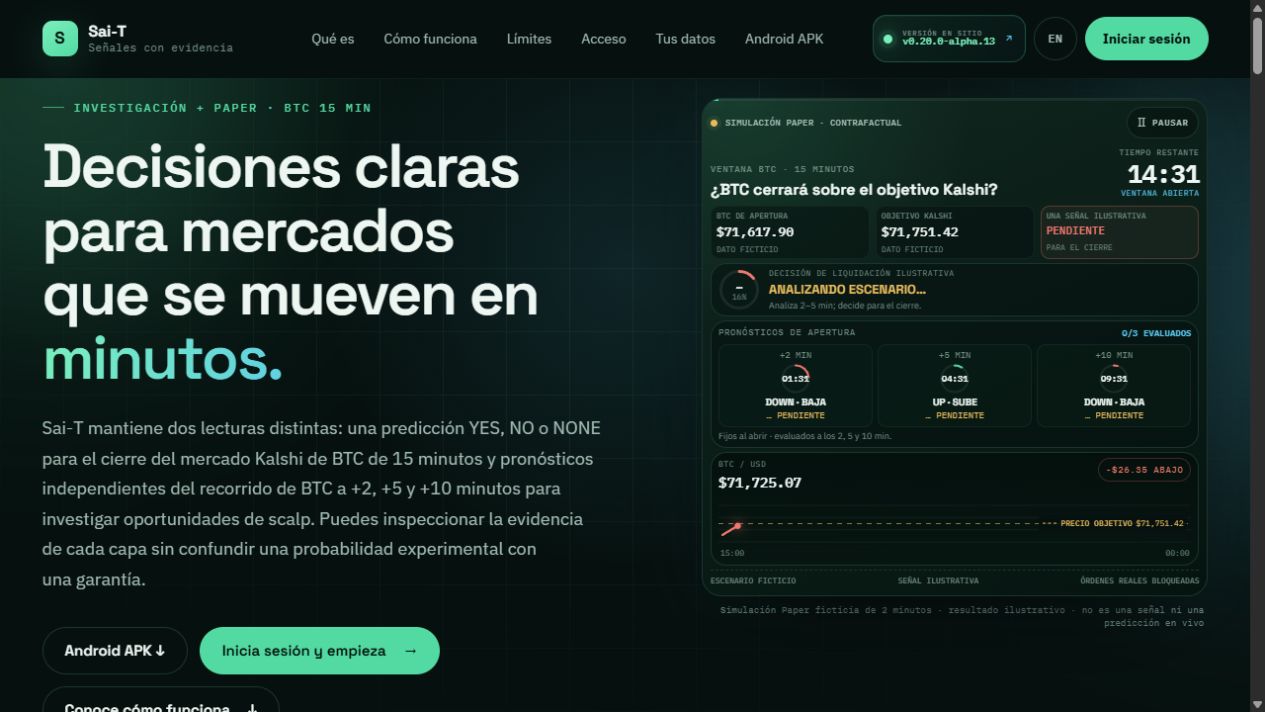 S
Sai-T
Señales con evidencia
Qué es
Cómo funciona
Límites
Acceso
Tus datos
Android APK
VERSIÓN EN SITIO
v0.20.0-alpha.13 ↗
EN
Iniciar sesión
INVESTIGACIÓN + PAPER · BTC 15 MIN
Decisiones claras
para mercados
que se mueven en
minutos.
Sai-T mantiene dos lecturas distintas: una predicción YES, NO o NONE
para el cierre del mercado Kalshi de BTC de 15 minutos y pronósticos
independientes del recorrido de BTC a +2, +5 y +10 minutos para
investigar oportunidades de scalp. Puedes inspeccionar la evidencia
de cada capa sin confundir una probabilidad experimental con
una garantía.
Android APK ↓
Inicia sesión y empieza →
Conoce cómo funciona ↓
SIMULACIÓN PAPER · CONTRAFACTUAL
PAUSAR
VENTANA BTC · 15 MINUTOS
¿BTC cerrará sobre el objetivo Kalshi?
TIEMPO RESTANTE
14:31
VENTANA ABIERTA
BTC DE APERTURA
$71,617.90
DATO FICTICIO
OBJETIVO KALSHI
$71,751.42
DATO FICTICIO
UNA SEÑAL ILUSTRATIVA
PENDIENTE
PARA EL CIERRE
–
16%
DECISIÓN DE LIQUIDACIÓN ILUSTRATIVA
ANALIZANDO ESCENARIO…
Analiza 2–5 min; decide para el cierre.
PRONÓSTICOS DE APERTURA
0/3 EVALUADOS
+2 MIN
01:31
DOWN · BAJA
… PENDIENTE
+5 MIN
04:31
UP · SUBE
… PENDIENTE
+10 MIN
09:31
DOWN · BAJA
… PENDIENTE
Fijos al abrir · evaluados a los 2, 5 y 10 min.
BTC / USD
$71,725.07
-$26.35 ABAJO
PRECIO OBJETIVO $71,751.42
15:00
00:00
ESCENARIO FICTICIO
SEÑAL ILUSTRATIVA
ÓRDENES REALES BLOQUEADAS
Simulación Paper ficticia de 2 minutos · resultado ilustrativo · no es una señal ni una
predicción en vivo